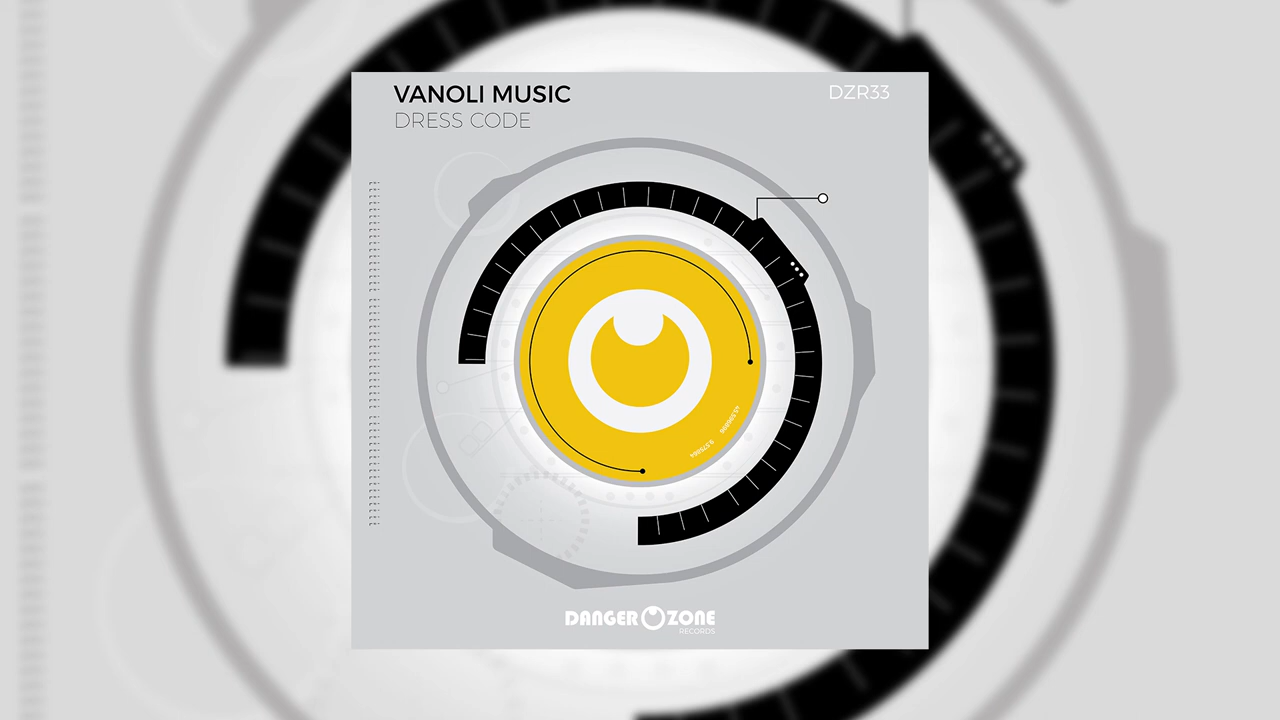 VANOLI MUSIC
DZR33
DRESS CODE
DANGER ZONE
RECORDS